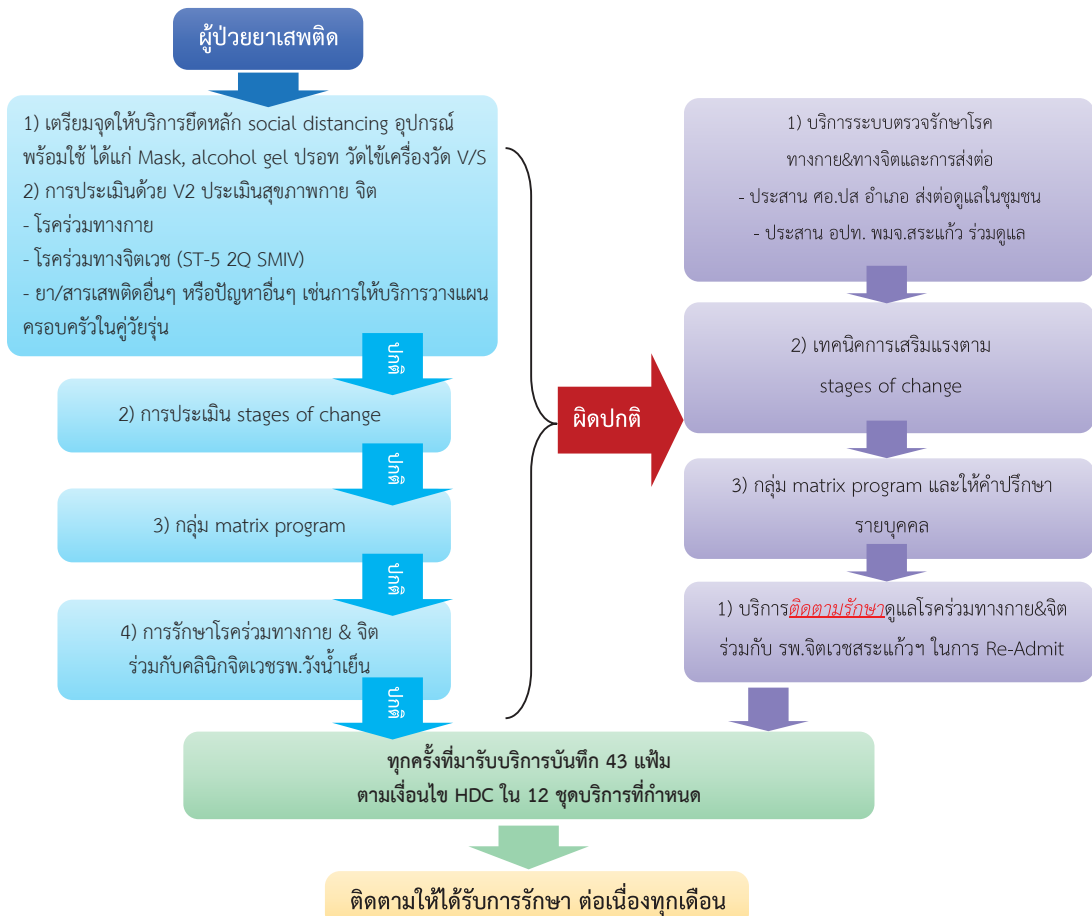 ผู้ป่วยยาเสพติด
1) เตรียมจุดให้บริการยึดหลัก social distancing อุปกรณ์
พร้อมใช้ ได้แก่ Mask, alcohol gel ปรอท วัดไข้เครื่องวัด V/S
2) การประเมินด้วย V2 ประเมินสุขภาพกาย จิต
- โรคร่วมทางกาย
- โรคร่วมทางจิตเวช (ST-5 2Q SMIV)
- ยา/สารเสพติดอื่นๆ หรือปัญหาอื่นๆ เช่นการให้บริการวางแผน
ครอบครัวในคู่วัยรุ่น
ปกติ
2) การประเมิน stages of change
ปกติ
3) กลุ่ม matrix program
ปกติ
4) การรักษาโรคร่วมทางกาย & จิต
ร่วมกับคลินิกจิตเวชรพ.วังน้ำเย็น
ปกติ
ผิดปกติ
1) บริการระบบตรวจรักษาโรค
ทางกาย&ทางจิตและการส่งต่อ
- ประสาน ศอ.ปส อำเภอ ส่งต่อดูแลในชุมชน
- ประสาน อปท. พมจ.สระแก้ว ร่วมดูแล
2) เทคนิคการเสริมแรงตาม
stages of change
3) กลุ่ม matrix program และให้คำปรึกษา
รายบุคคล
1) บริการติดตามรักษาดูแลโรคร่วมทางกาย&จิต
ร่วมกับ รพ.จิตเวชสระแก้วฯ ในการ Re-Admit
ทุกครั้งที่มารับบริการบันทึก 43 แฟ้ม
ตามเงื่อนไข HDC ใน 12 ชุดบริการที่กำหนด
ติดตามให้ได้รับการรักษา ต่อเนื่องทุกเดือน